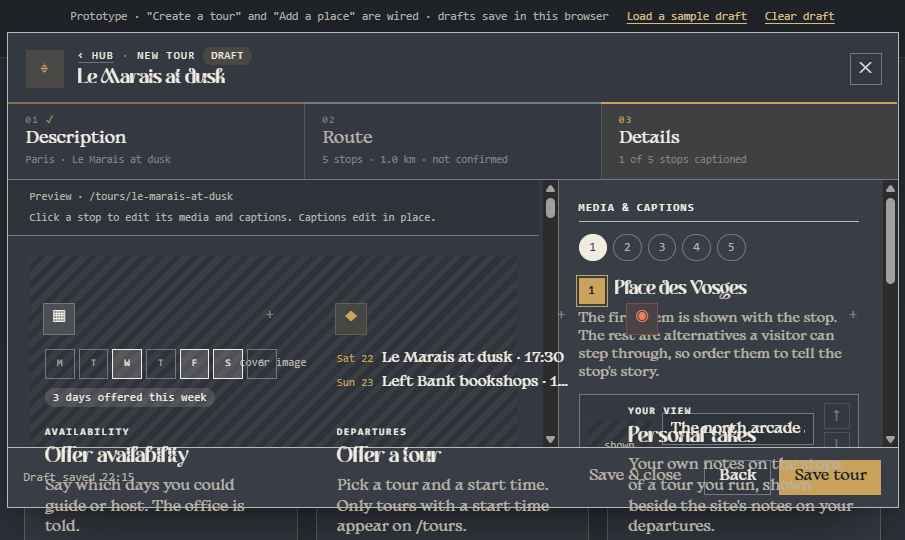 Prototype · "Create a tour" and "Add a place" are wired · drafts save in this browser Load a sample draft Clear draft
‹ HUB · NEW TOUR DRAFT
Le Marais at dusk
01 ✓
Description
Paris · Le Marais at dusk
02
Route
5 stops · 1.0 km · not confirmed
03
Details
1 of 5 stops captioned
Preview · /tours/le-marais-at-dusk
Click a stop to edit its media and captions. Captions edit in place.
MEDIA & CAPTIONS
1 2 3 4 5
1 Place des Vosges
The first item is shown with the stop.
The rest are alternatives a visitor can
step through, so order them to tell the
stop's story.
M T W T F S
cover image
3 days offered this week
AVAILABILITY
Offer availability
Say which days you could
guide or host. The office is
told.
Sat 22 Le Marais at dusk · 17:30
Sun 23 Left Bank bookshops · 1...
DEPARTURES
Offer a tour
Pick a tour and a start time.
Only tours with a start time
appear on /tours.
shown
The north arcade
YOUR VIEW
Personal takes
Your own notes on the stops
of a tour you run, shown
beside the site's notes on your
departures.
Draft saved 22:15
Save & close
Back
Save tour